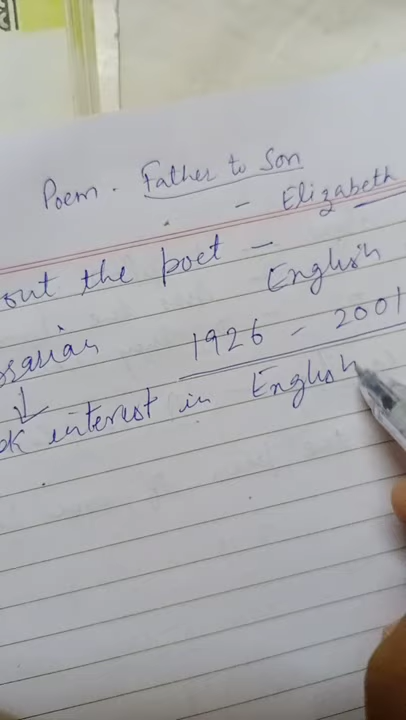 Poem. Father to Son
- Elizabeth
out the poet -
English
1926 - 2001
interest in English